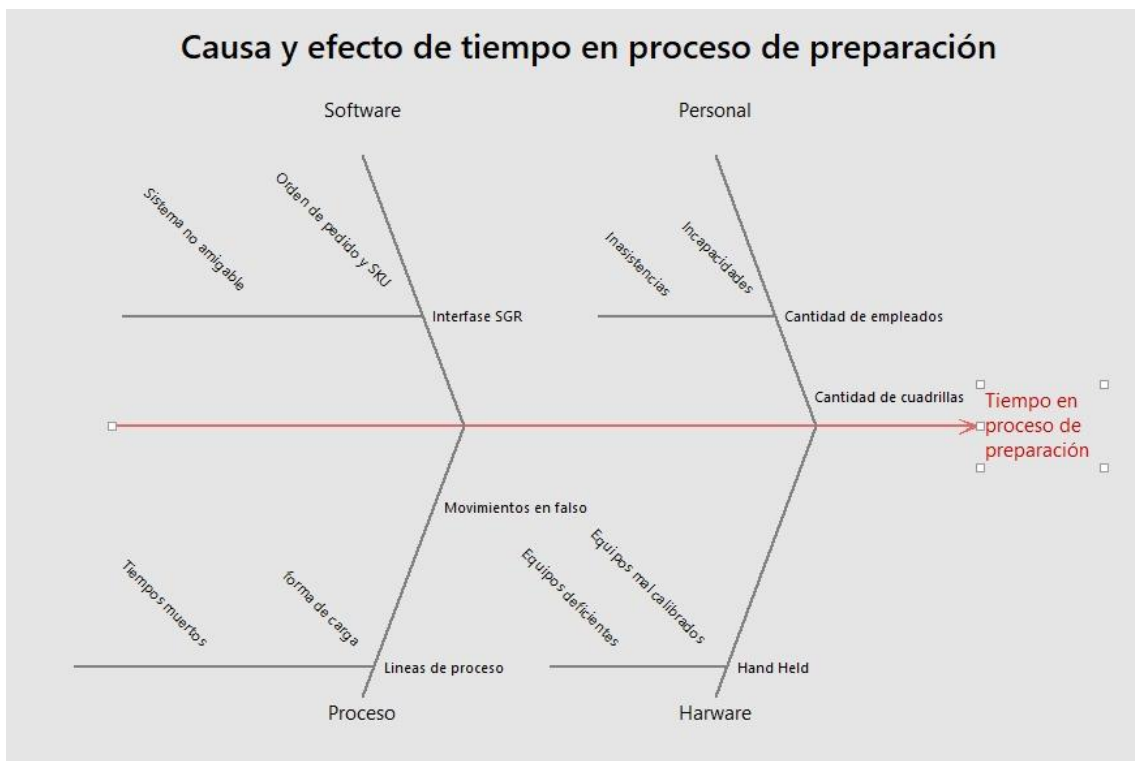 Causa y efecto de tiempo en proceso de preparación
Software
Personal
Sistema no amigable
Orden de pedido y SKU
Inasistencias
Incapacidades
Interfase SGR
Cantidad de empleados
Cantidad de cuadrillas
Tiempo en
proceso de
preparación
Movimientos en falso
Tiempos muertos
forma de carga
Equipos deficientes
Equipos mal calibrados
Lineas de proceso
Hand Held
Proceso
Harware